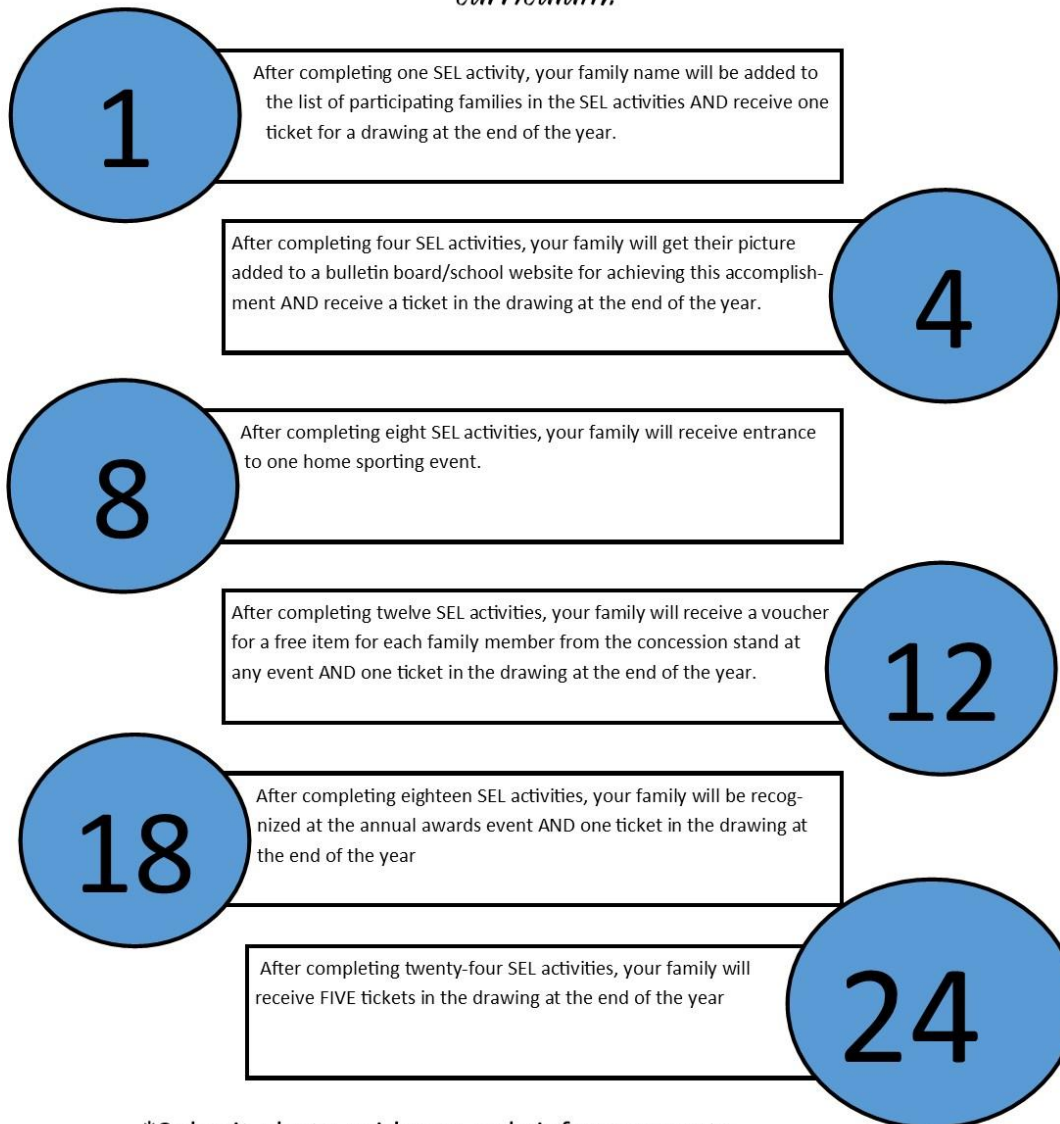 curriculum.
1
After completing one SEL activity, your family name will be added to
the list of participating families in the SEL activities AND receive one
ticket for a drawing at the end of the year.
After completing four SEL activities, your family will get their picture
added to a bulletin board/school website for achieving this accomplish-
ment AND receive a ticket in the drawing at the end of the year.
4
8
After completing eight SEL activities, your family will receive entrance
to one home sporting event.
After completing twelve SEL activities, your family will receive a voucher
for a free item for each family member from the concession stand at
any event AND one ticket in the drawing at the end of the year.
12
18
After completing eighteen SEL activities, your family will be recog-
nized at the annual awards event AND one ticket in the drawing at
the end of the year
After completing twenty-four SEL activities, your family will
receive FIVE tickets in the drawing at the end of the year
24